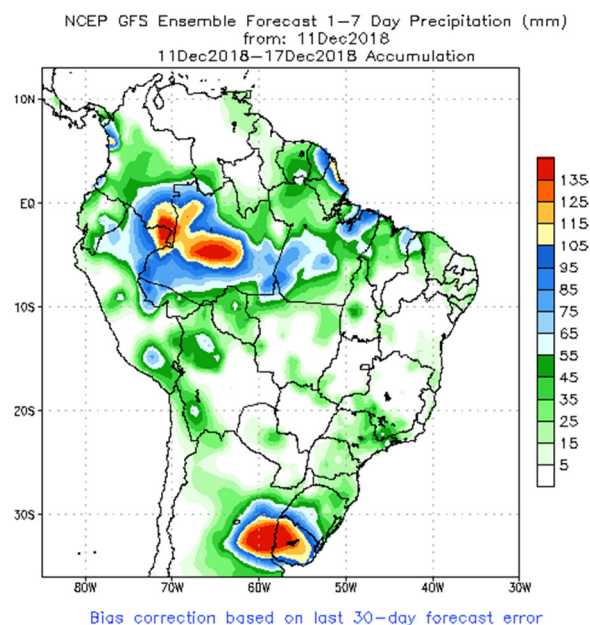 NCEP GFS Ensemble Forecast 1-7 Day Precipitation (mm)
from: 11Dec2018
11Dec2018-17Dec2018 Accumulation
10N
EQ
10S
20S
30S
80W 70W 60W 50W 40W 30W
135
125
115
105
95
85
75
65
55
45
35
25
15
5
Bias correction based on last 30-day forecast error